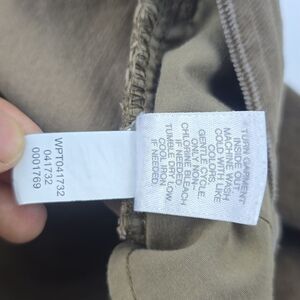 WPT041732
041732
0001769
TURN GARMENT
INSIDE OUT.
MACHINE WASH
COLD WITH LIKE
COLORS.
GENTLE CYCLE.
ONLY NON-
CHLORINE BLEACH
IF NEEDED.
TUMBLE DRY LOW.
COOL IRON
IF NEEDED.